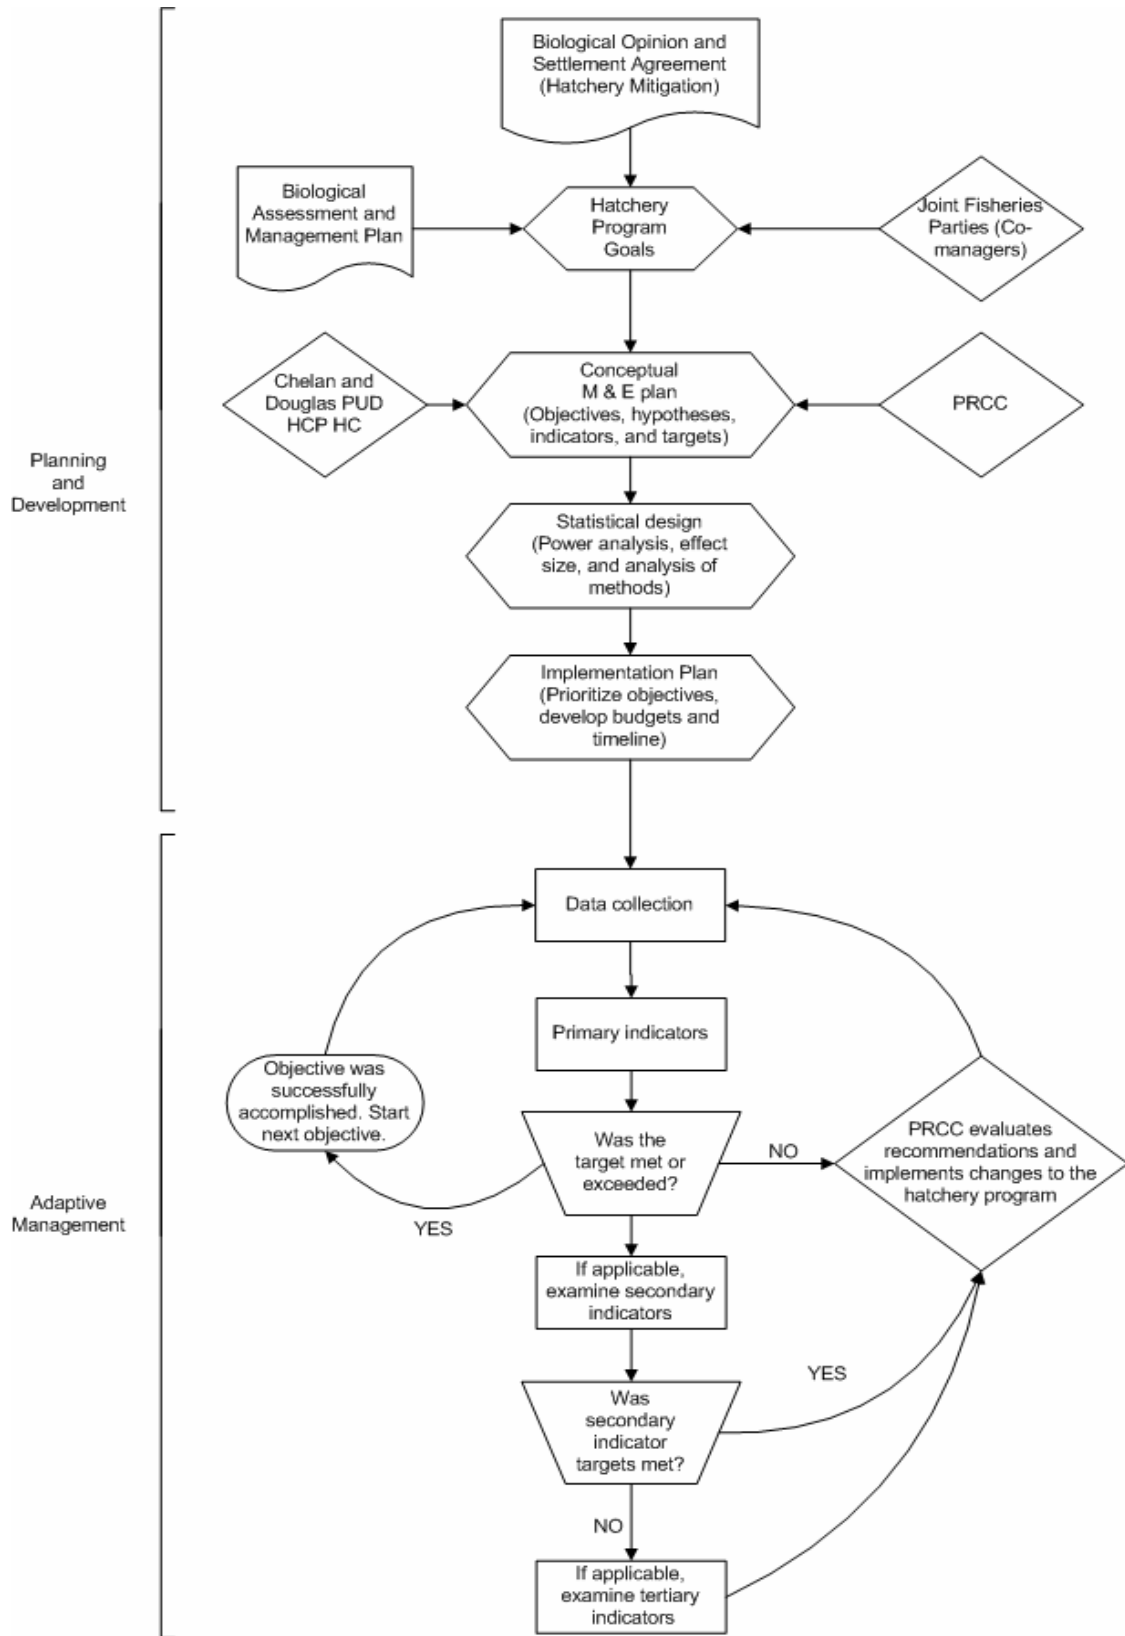 Biological Opinion and
Settlement Agreement
(Hatchery Mitigation)
Biological
Assessment and
Management Plan
Hatchery
Program
Goals
Joint Fisheries
Parties (Co-
managers)
Chelan and
Douglas PUD
HCP HC
Conceptual
M & E plan
(Objectives, hypotheses,
indicators, and targets)
PRCC
Planning
and
Development
Statistical design
(Power analysis, effect
size, and analysis of
methods)
Implementation Plan
(Prioritize objectives,
develop budgets and
timeline)
Data collection
Primary indicators
Objective was
successfully
accomplished. Start
next objective.
Was the
target met or
exceeded?
NO
PRCC evaluates
recommendations and
implements changes to the
hatchery program
YES
Adaptive
Management
If applicable,
examine secondary
indicators
YES
Was
secondary
indicator
targets met?
NO
If applicable,
examine tertiary
indicators